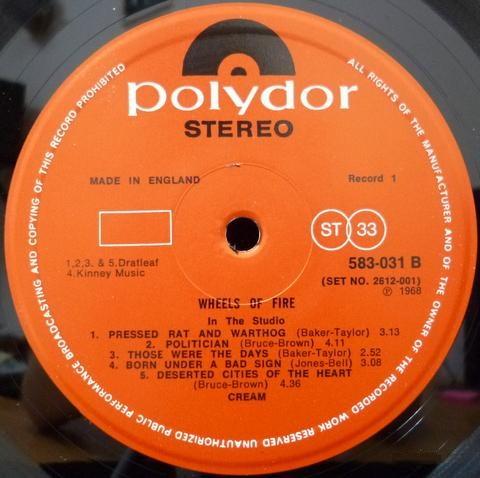 polydor
STEREO
MADE IN ENGLAND
Record 1
ST 33
1,2,3. & 5.Dratleaf
4.Kinney Music
583-031 B
(SET NO. 2612-001)
℗ 1968
WHEELS OF FIRE
In The Studio
1. PRESSED RAT AND WARTHOG (Baker-Taylor) 3.13
2. POLITICIAN (Bruce-Brown) 4.11
3. THOSE WERE THE DAYS (Baker-Taylor) 2.52
4. BORN UNDER A BAD SIGN (Jones-Bell) 3.08
5. DESERTED CITIES OF THE HEART
(Bruce-Brown) 4.36
CREAM
ALL RIGHTS OF THE MANUFACTURER AND OF THE OWNER OF THE RECORDED WORK RESERVED UNAUTHORIZED PUBLIC PERFORMANCE BROADCASTING AND COPYING OF THIS RECORD PROHIBITED